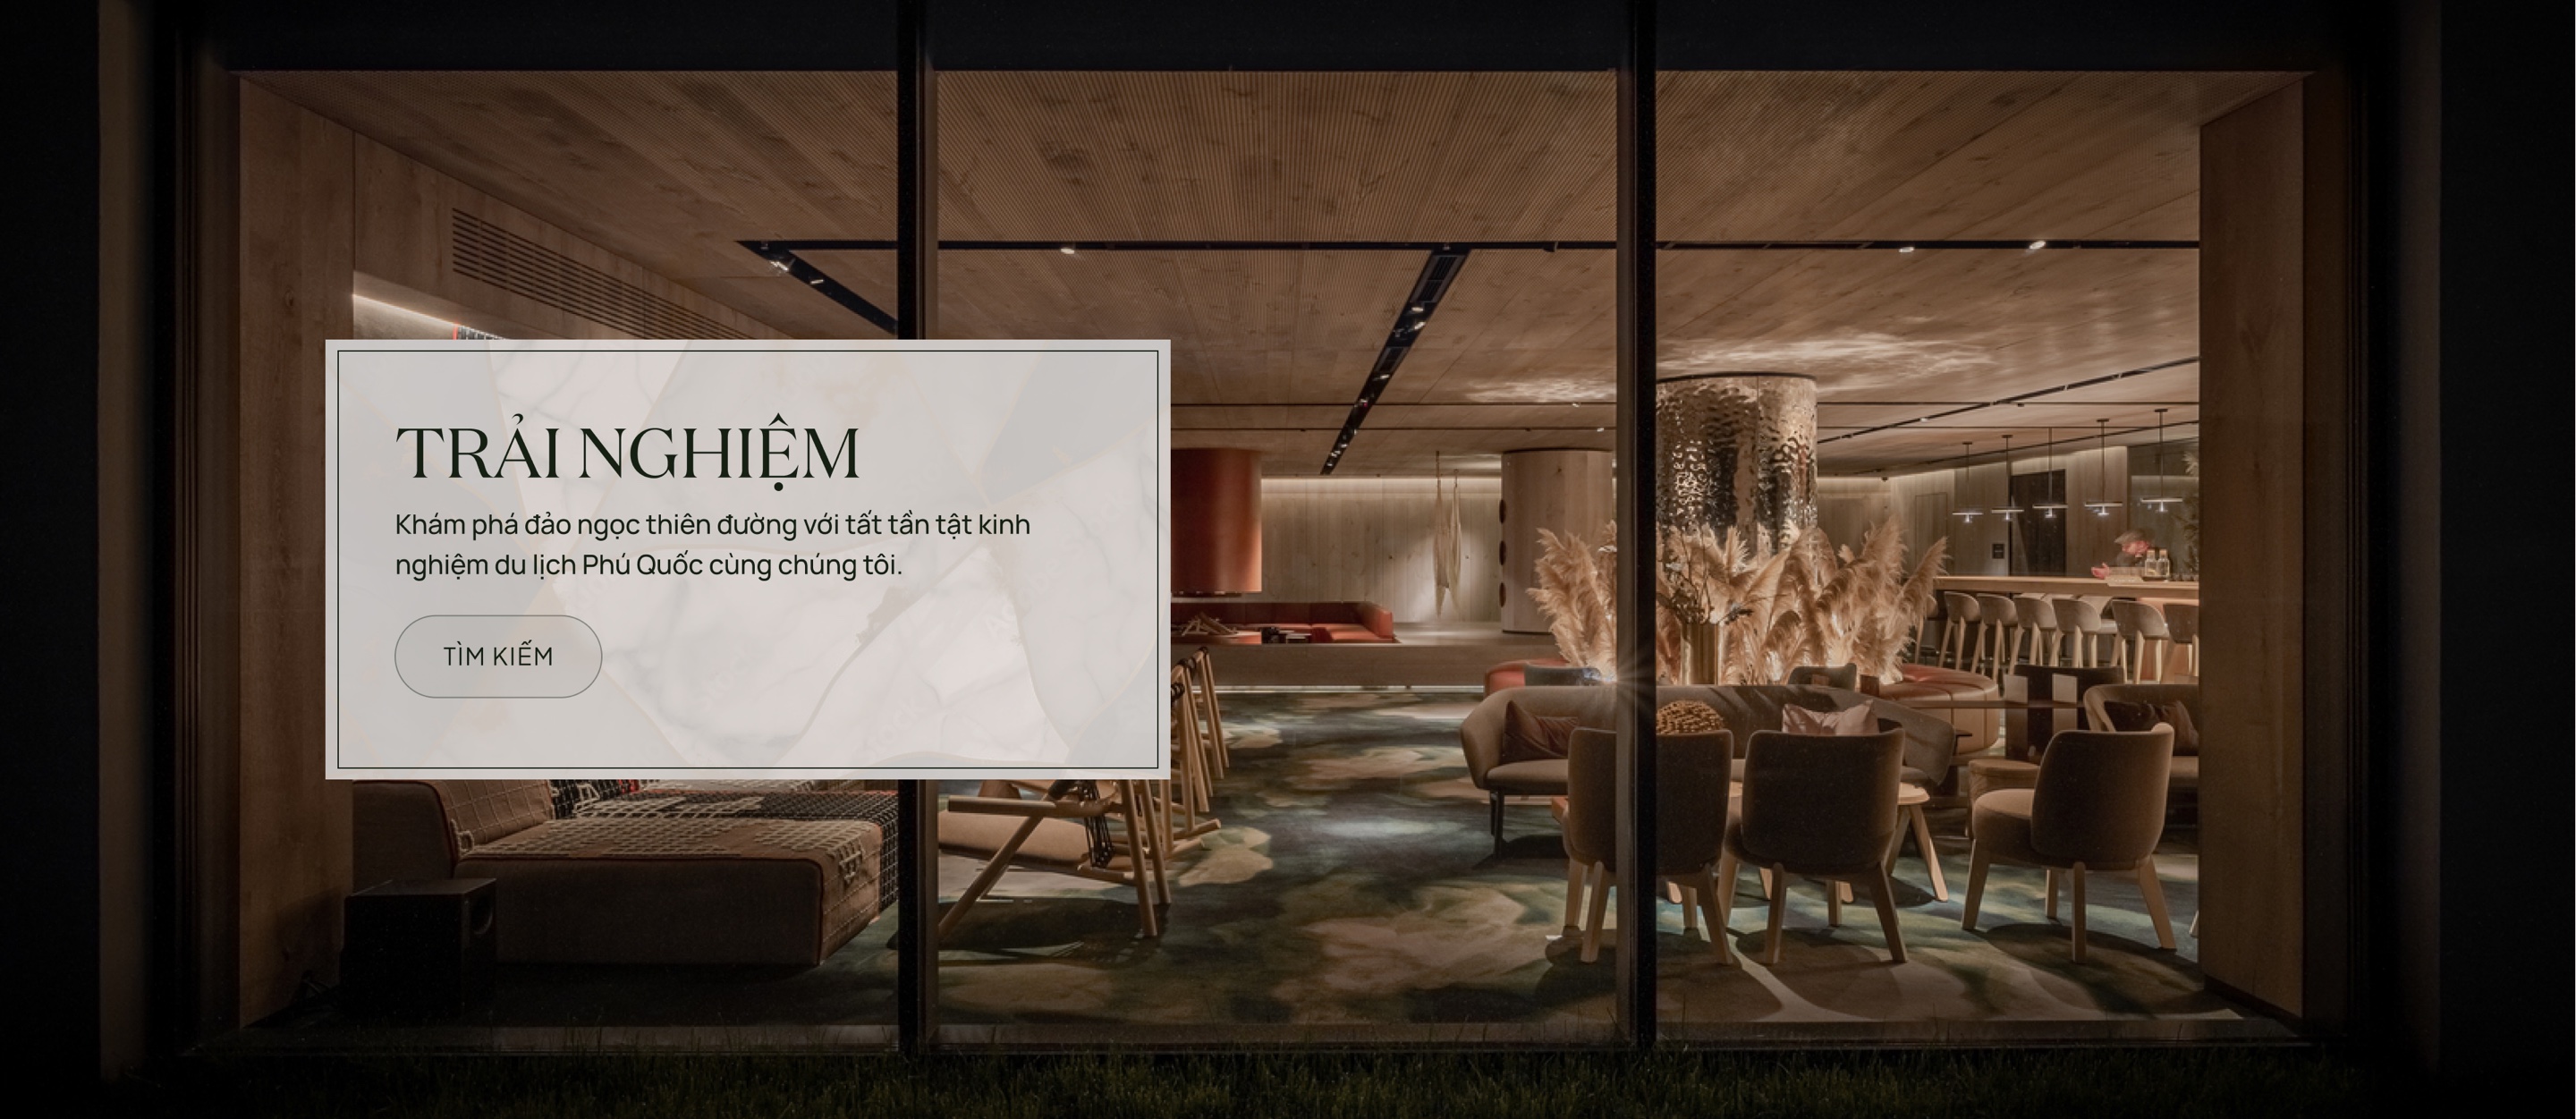 TRẢI NGHIỆM
Khám phá đảo ngọc thiên đường với tất tần tật kinh
nghiệm du lịch Phú Quốc cùng chúng tôi.
TÌM KIẾM